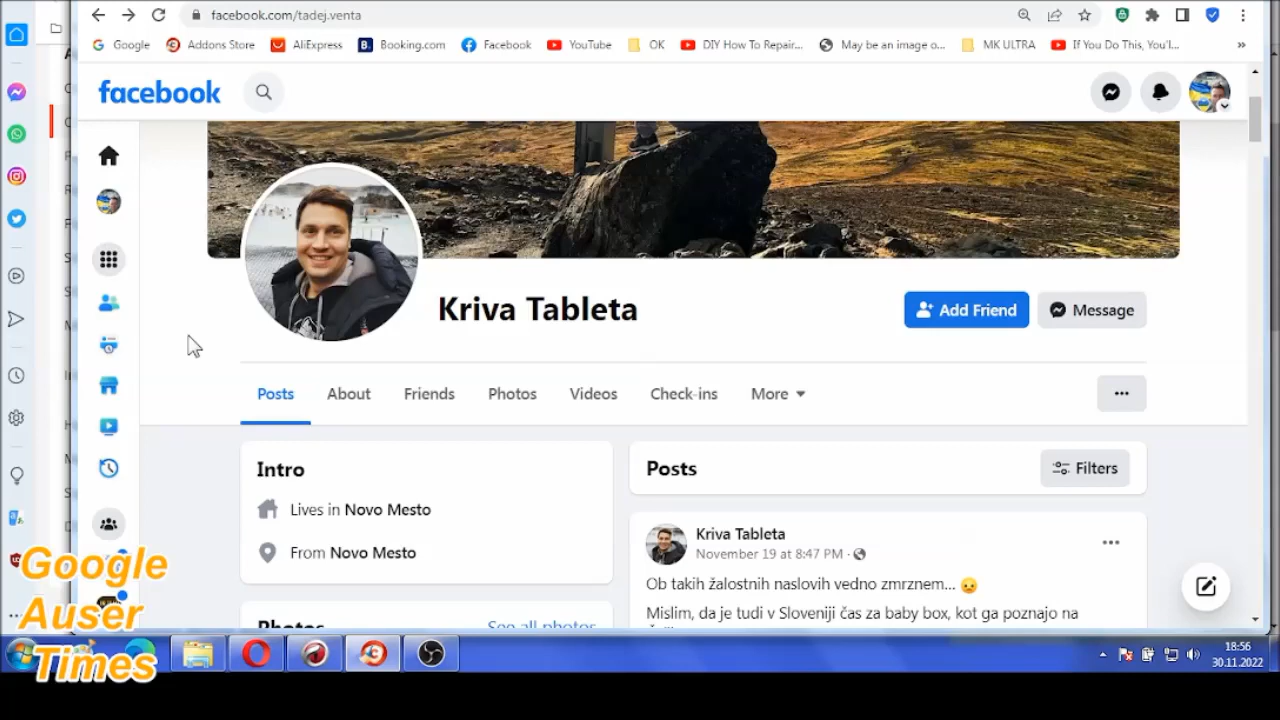 facebook.com/tadej.venta
Google
Addons Store
AliExpress
Booking.com
Facebook
YouTube
OK
DIY How To Repair...
May be an image o...
MK ULTRA
If You Do This, You'l...
facebook
Kriva Tableta
Add Friend
Message
Posts
About
Friends
Photos
Videos
Check-ins
More
Intro
Lives in Novo Mesto
From Novo Mesto
Photos
See all photos
Posts
Filters
Kriva Tableta
November 19 at 8:47 PM
Ob takih žalostnih naslovih vedno zmrznem...
Mislim, da je tudi v Sloveniji čas za baby box, kot ga poznajo na
Google
Auser
Times
18:56
30.11.2022